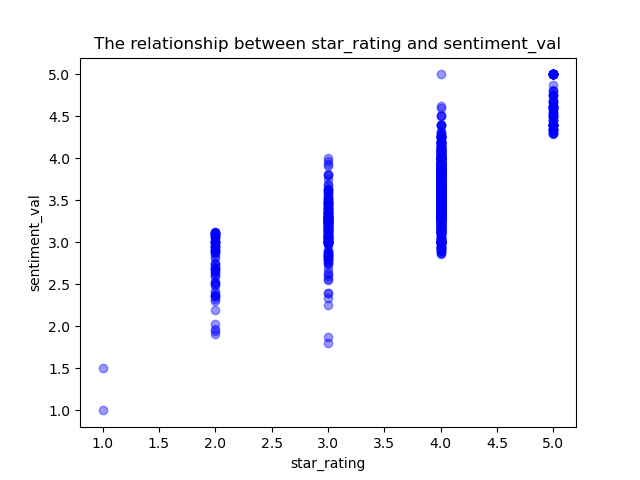 The relationship between star_rating and sentiment_val
5.0
4.5
4.0
3.5
3.0
2.5
2.0
1.5
1.0
sentiment_val
1.0 1.5 2.0 2.5 3.0 3.5 4.0 4.5 5.0
star_rating